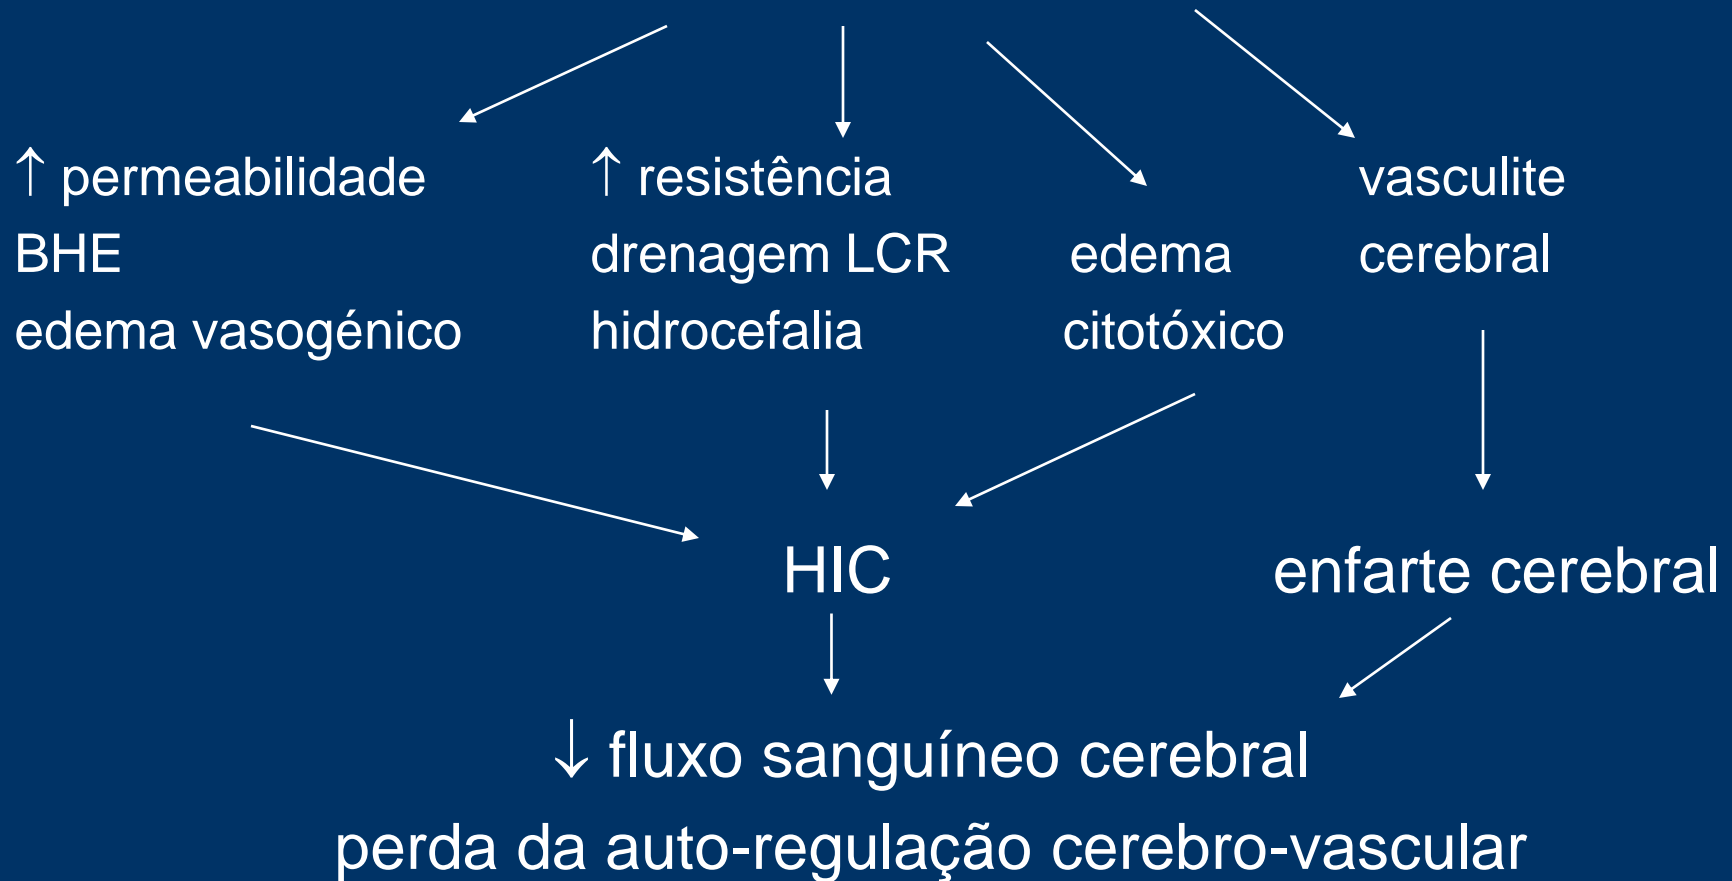 ↑ permeabilidade
BHE
edema vasogénico
↑ resistência
drenagem LCR
hidrocefalia
edema
citotóxico
vasculite
cerebral
HIC
enfarte cerebral
↓ fluxo sanguíneo cerebral
perda da auto-regulação cerebro-vascular